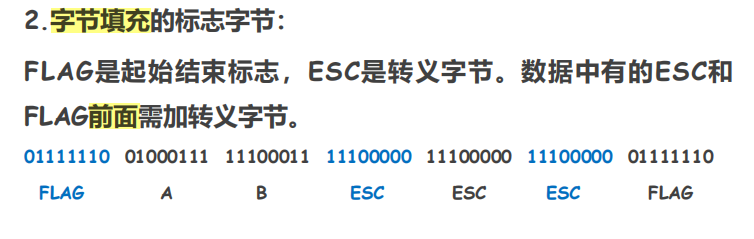 2.字节填充的标志字节：
FLAG是起始结束标志，ESC是转义字节。数据中有的ESC和
FLAG前面需加转义字节。
01111110 01000111 11100011 11100000 11100000 11100000 01111110
FLAG A B ESC ESC ESC FLAG